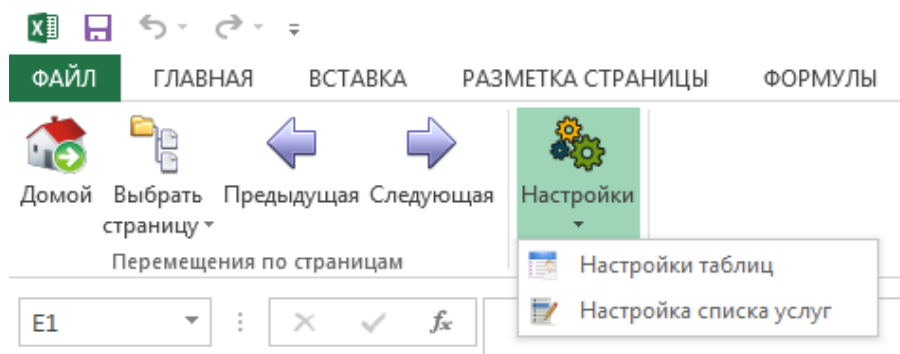 ФАЙЛ ГЛАВНАЯ ВСТАВКА РАЗМЕТКА СТРАНИЦЫ ФОРМУЛЫ
Домой Выбрать Предыдущая Следующая Настройки
страницу
Перемещения по страницам
Настройки таблиц
Настройка списка услуг
E1 fx